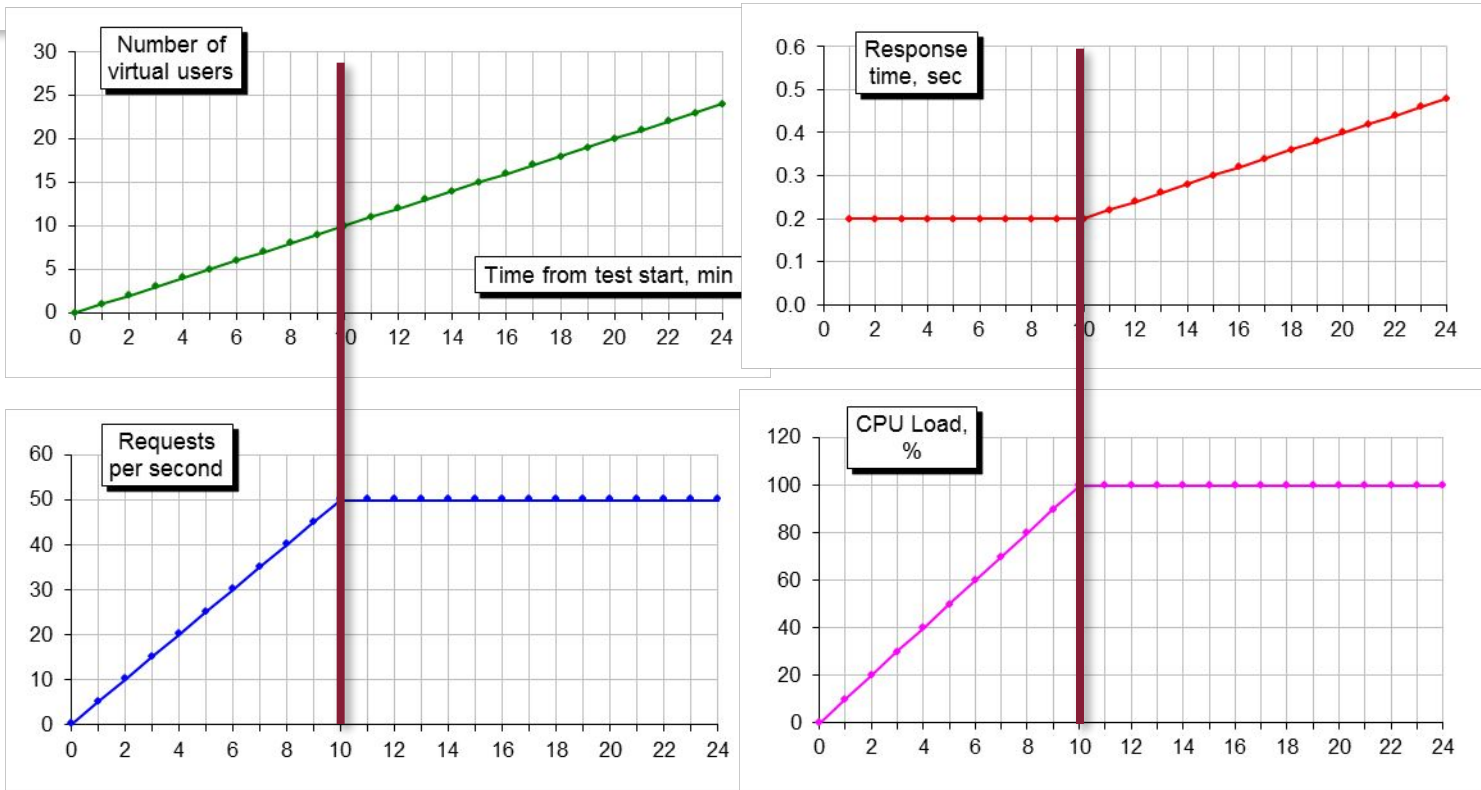 Number of
virtual users
30
25
20
15
10
5
0
Time from test start, min
0 2 4 6 8 0 12 14 16 18 20 22 24
Response
time, sec
0.6
0.5
0.4
0.3
0.2
0.1
0.0
0 2 4 6 8 10 12 14 16 18 20 22 24
Requests
per second
60
50
40
30
20
10
0
0 2 4 6 8 10 12 14 16 18 20 22 24
CPU Load,
%
120
100
80
60
40
20
0
0 2 4 6 8 10 12 14 16 18 20 22 24